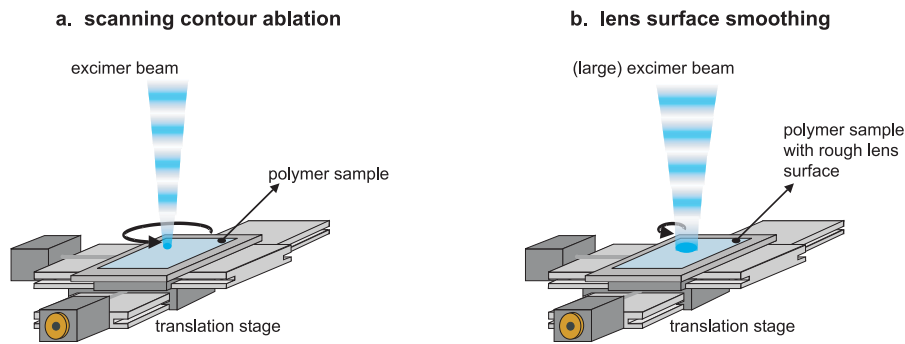 a. scanning contour ablation
excimer beam
polymer sample
translation stage
b. lens surface smoothing
(large) excimer beam
polymer sample
with rough lens
surface
translation stage